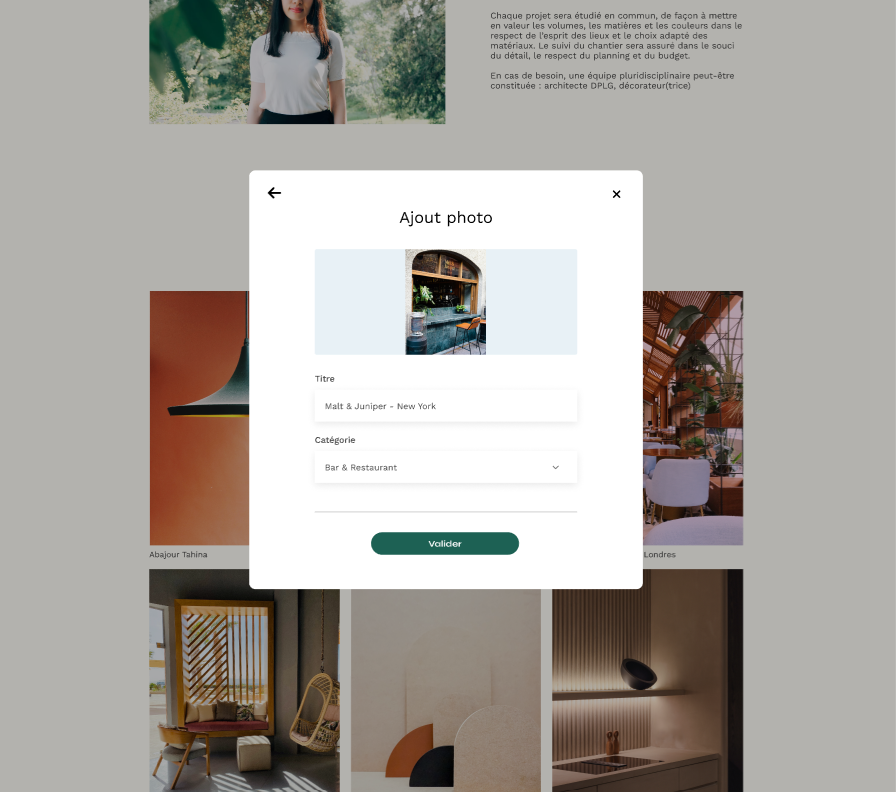 Chaque projet sera étudié en commun, de façon à mettre
en valeur les volumes, les matières et les couleurs dans le
respect de l'esprit des lieux et le choix adapté des
matériaux. Le suivi du chantier sera assuré dans le souci
du détail, le respect du planning et du budget.
En cas de besoin, une équipe pluridisciplinaire peut-être
constituée : architecte DPLG, décorateur(trice)
Ajout photo
Titre
Malt & Juniper - New York
Catégorie
Bar & Restaurant
Valider
Abajour Tahina
Londres